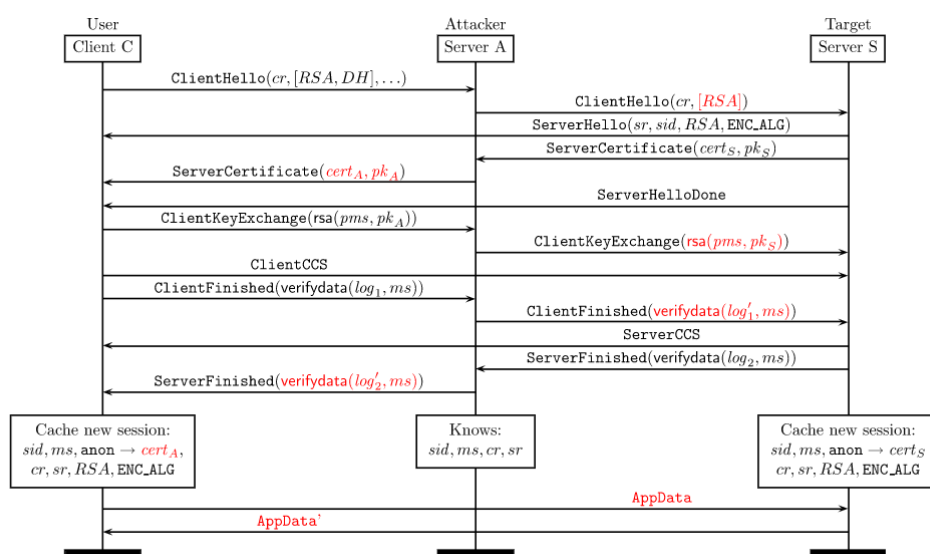 User
Attacker
Target
Client C
Server A
Server S
ClientHello(cr, [RSA, DH], . . .)
ClientHello(cr, [RSA])
ServerHello(sr, sid, RSA, ENC_ALG)
ServerCertificate(cert_S, pk_S)
ServerCertificate(cert_A, pk_A)
ServerHelloDone
ClientKeyExchange(rsa(pms, pk_A))
ClientKeyExchange(rsa(pms, pk_S))
ClientCCS
ClientFinished(verifydata(log_1, ms))
ClientFinished(verifydata(log′_1, ms))
ServerCCS
ServerFinished(verifydata(log_2, ms))
ServerFinished(verifydata(log′_2, ms))
Cache new session:
sid, ms, anon → cert_A,
cr, sr, RSA, ENC_ALG
Knows:
sid, ms, cr, sr
Cache new session:
sid, ms, anon → cert_S
cr, sr, RSA, ENC_ALG
AppData
AppData'